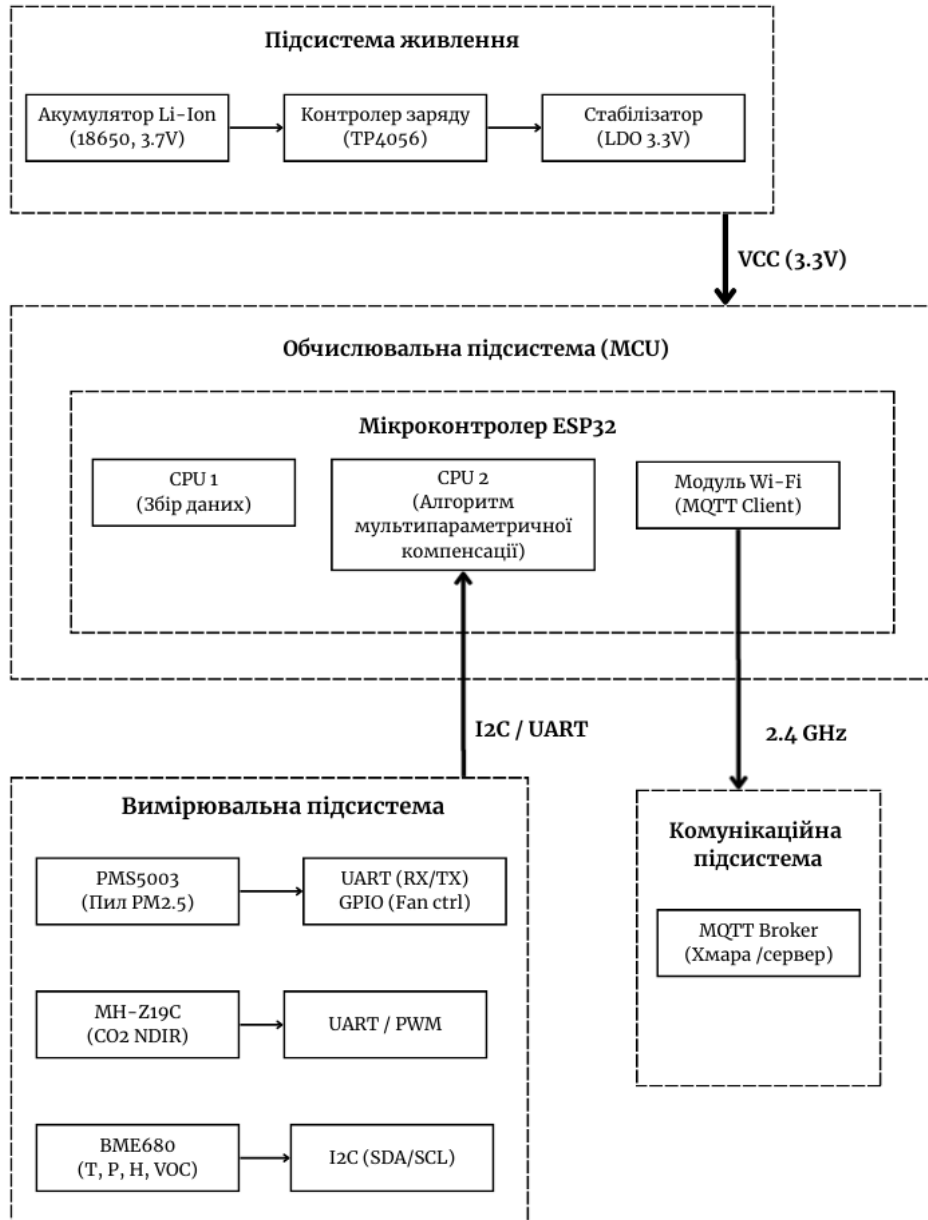 Підсистема живлення
Акумулятор Li-Ion
(18650, 3.7V)
Контролер заряду
(TP4056)
Стабілізатор
(LDO 3.3V)
VCC (3.3V)
Обчислювальна підсистема (MCU)
Мікроконтролер ESP32
CPU 1
(Збір даних)
CPU 2
(Алгоритм
мультипараметричної
компенсації)
Модуль Wi-Fi
(MQTT Client)
I2C / UART
2.4 GHz
Вимірювальна підсистема
PMS5003
(Пил PM2.5)
UART (RX/TX)
GPIO (Fan ctrl)
MH-Z19C
(CO2 NDIR)
UART / PWM
BME680
(T, P, H, VOC)
I2C (SDA/SCL)
Комунікаційна
підсистема
MQTT Broker
(Хмара /сервер)